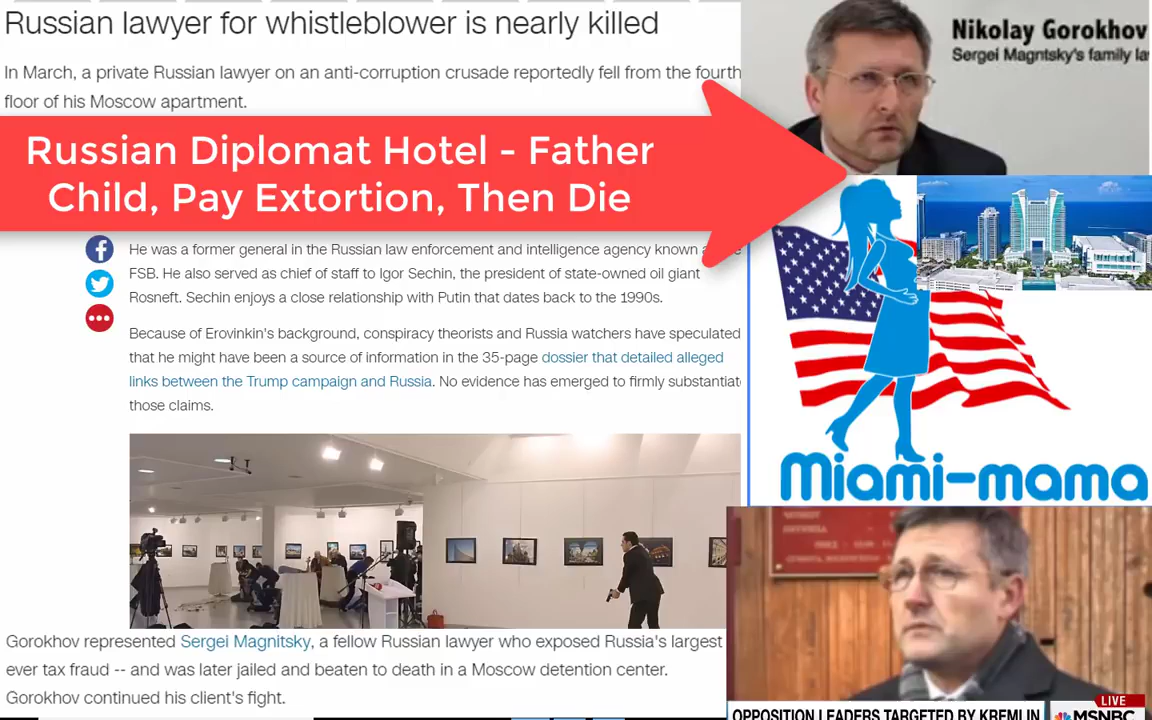 Russian lawyer for whistleblower is nearly killed
In March, a private Russian lawyer on an anti-corruption crusade reportedly fell from the fourth
floor of his Moscow apartment.
Nikolay Gorokhov
Sergei Magntsky's family la
Russian Diplomat Hotel - Father
Child, Pay Extortion, Then Die
He was a former general in the Russian law enforcement and intelligence agency known
FSB. He also served as chief of staff to Igor Sechin, the president of state-owned oil giant
Rosneft. Sechin enjoys a close relationship with Putin that dates back to the 1990s.
Because of Erovinkin's background, conspiracy theorists and Russia watchers have speculated
that he might have been a source of information in the 35-page dossier that detailed alleged
links between the Trump campaign and Russia. No evidence has emerged to firmly substantiat
those claims.
Miami-mama
Gorokhov represented Sergei Magnitsky, a fellow Russian lawyer who exposed Russia's largest
ever tax fraud -- and was later jailed and beaten to death in a Moscow detention center.
Gorokhov continued his client's fight.
LIVE
OPPOSITION LEADERS TARGETED BY KREMLIN
MSNBC